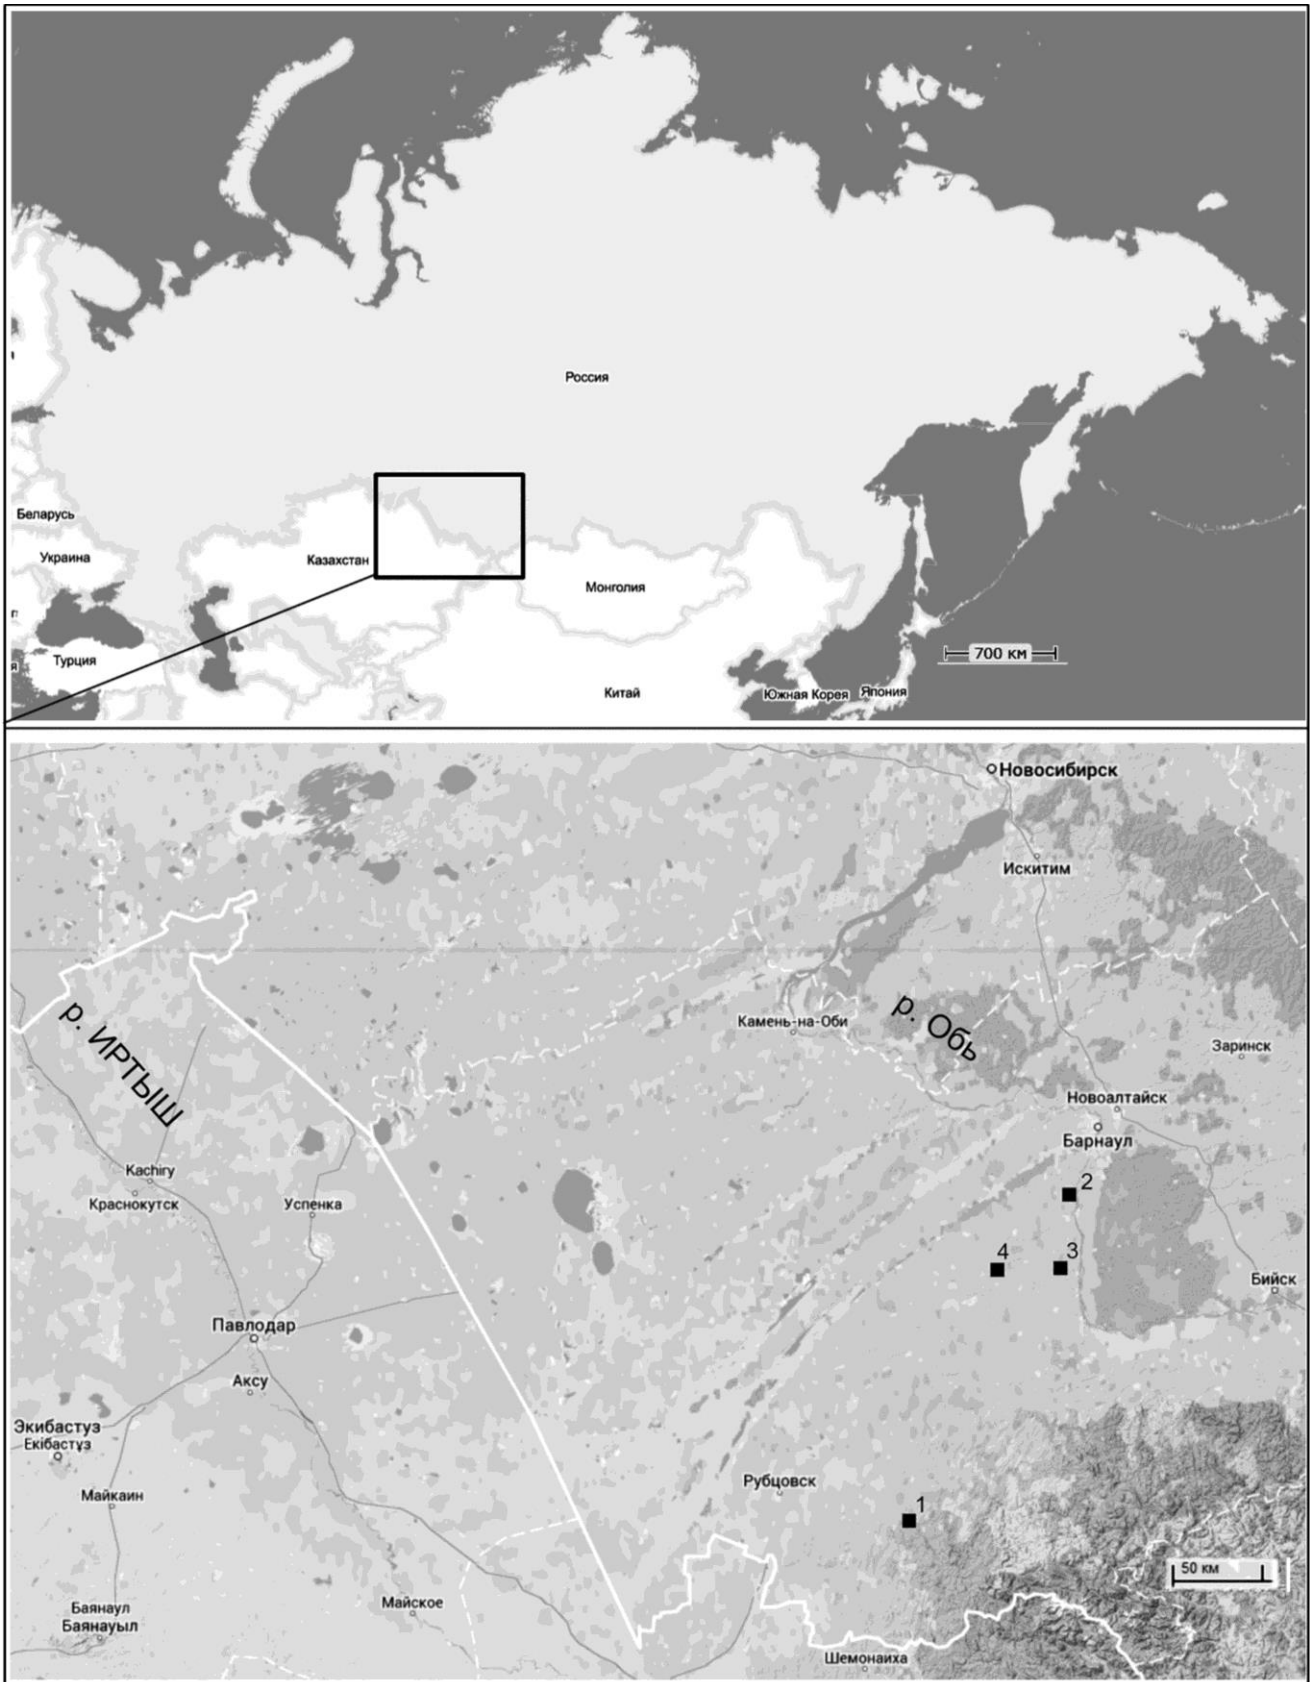 Россия
Беларусь
Украина
Казахстан
Монголия
Турция
700 км
Китай
Южная Корея
Япония
Новосибирск
Искитим
р. ИРТЫШ
р. Обь
Камень-на-Оби
Заринск
Новоалтайск
Барнаул
Kachiry
Краснокутск
Успенка
2
4
3
Бийск
Павлодар
Аксу
Экибастуз
Екібастұз
Рубцовск
Майкаин
1
50 км
Майское
Баянаул
Баянауыл
Шемонаиха